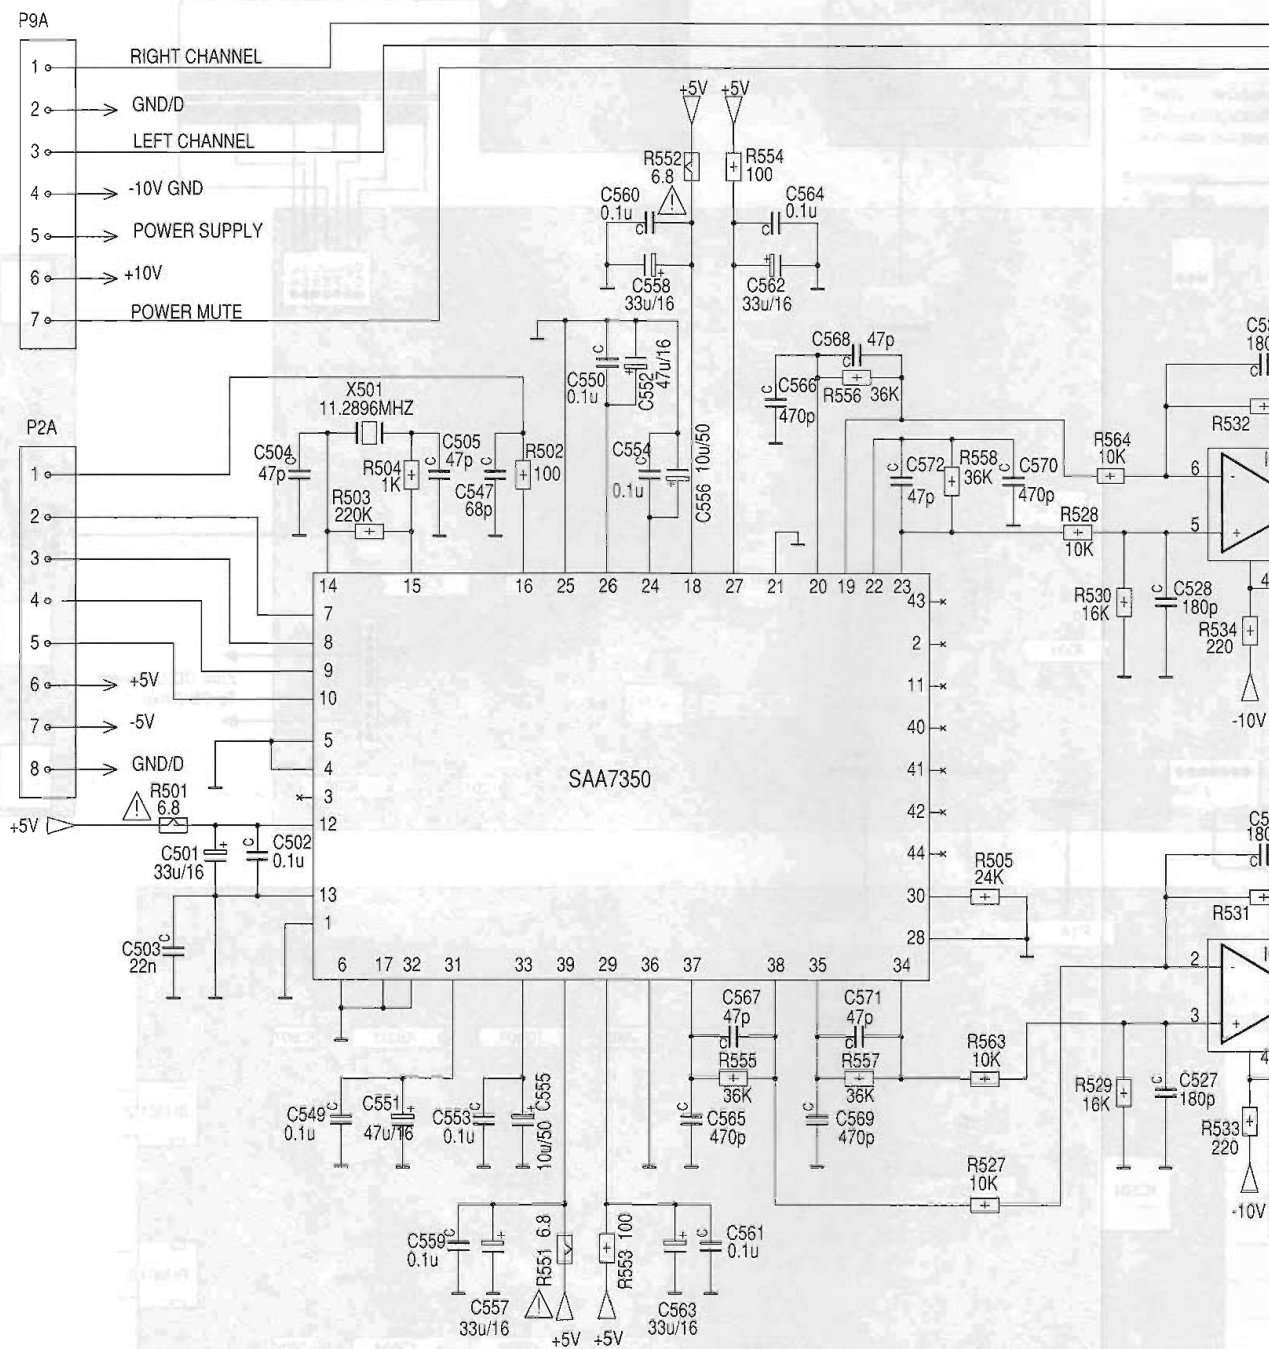 P9A
1 RIGHT CHANNEL
2 GND/D
3 LEFT CHANNEL
4 -10V GND
5 POWER SUPPLY
6 +10V
7 POWER MUTE
+5V +5V
R552 6.8
R554 100
C560 0.1u
C564 0.1u
C558 33u/16
C562 33u/16
C550 0.1u
C552 47u/16
C568 47p
R556 36K
C566 470p
X501
11.2896MHZ
C504 47p
R504 1K
C505 47p
C547 68p
R502 100
R503 220K
C554 0.1u
C556 10u/50
C572 47p
R558 36K
C570 470p
R564 10K
R532
R528 10K
6 -
5 +
4
R530 16K
C528 180p
R534 220
-10V
P2A
1
2
3
4
5
6 +5V
7 -5V
8 GND/D
14 15 16 25 26 24 18 27 21 20 19 22 23
7
8
9
10
5
4
3
12
13
1
43
2
11
40
41
42
44
30
28
SAA7350
R501 6.8
+5V
C501 33u/16
C502 0.1u
C503 22n
R505 24K
6 17 32 31 33 39 29 36 37 38 35 34
C567 47p
R555 36K
C565 470p
C571 47p
R557 36K
C569 470p
R563 10K
R527 10K
R531
2 -
3 +
4
R529 16K
C527 180p
R533 220
-10V
C549 0.1u
C551 47u/16
C553 0.1u
C555 10u/50
C559 0.1u
C557 33u/16
R551 6.8
R553 100
C563 33u/16
C561 0.1u
+5V +5V